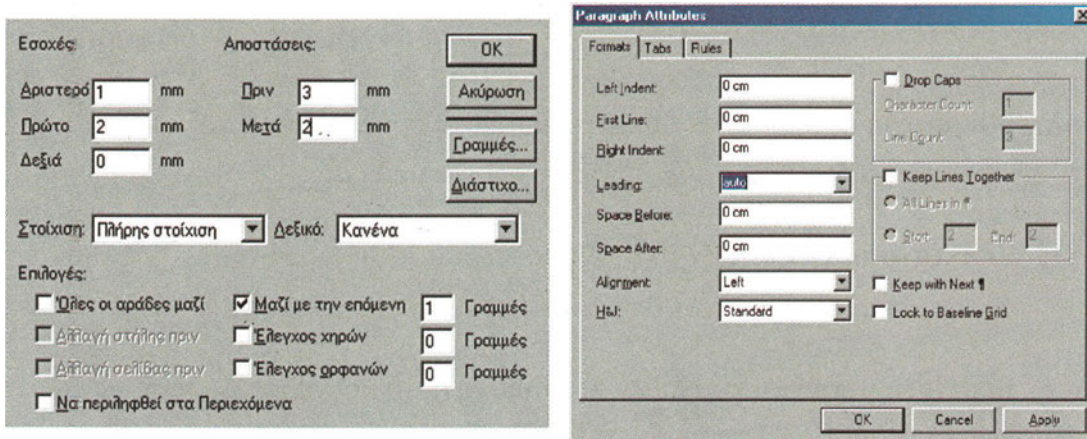 Εσοχές: Αποστάσεις: OK
Αριστερό 1 mm Πριν 3 mm Ακύρωση
Πρώτο 2 mm Μετά 2 mm Γραμμές...
Δεξιά 0 mm Διάστιχο...
Στοίχιση: Πλήρης στοίχιση Δεξικό: Κανένα
Επιλογές:
Όλες οι αράδες μαζί Μαζί με την επόμενη 1 Γραμμές
Αλλαγή στήλης πριν Έλεγχος χηρών 0 Γραμμές
Αλλαγή σελίδας πριν Έλεγχος ορφανών 0 Γραμμές
Να περιληφθεί στα Περιεχόμενα
Paragraph Attributes
Formats Tabs Rules
Left Indent: 0 cm Drop Caps
First Line: 0 cm Character Count: 1
Right Indent: 0 cm Line Count: 3
Leading: auto Keep Lines Together
Space Before: 0 cm All Lines in ¶
Space After: 0 cm Start: 2 End: 2
Alignment: Left Keep with Next ¶
H&J: Standard Lock to Baseline Grid
OK Cancel Apply